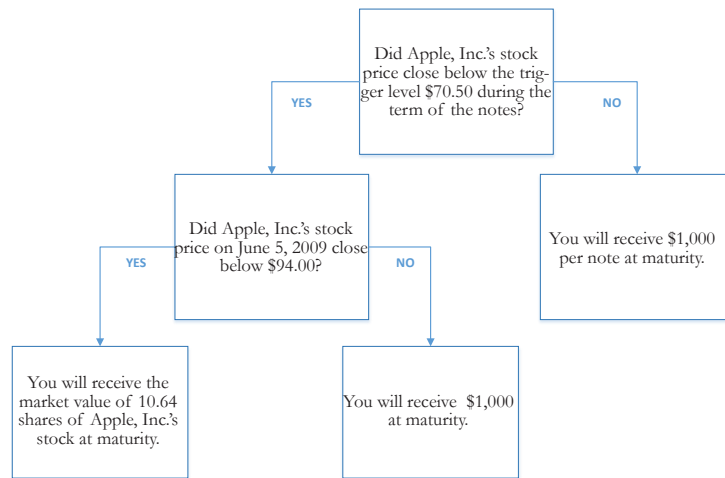 Did Apple, Inc.'s stock
price close below the trig-
ger level $70.50 during the
term of the notes?
YES
NO
Did Apple, Inc.'s stock
price on June 5, 2009 close
below $94.00?
You will receive $1,000
per note at maturity.
YES
NO
You will receive the
market value of 10.64
shares of Apple, Inc.'s
stock at maturity.
You will receive  $1,000
at maturity.